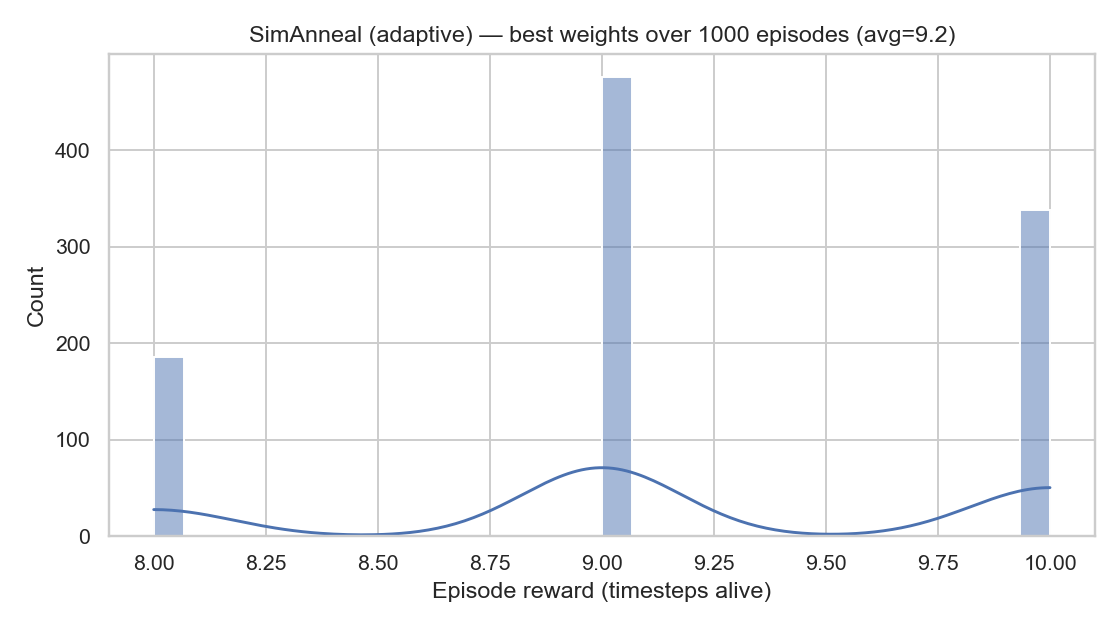 SimAnneal (adaptive) — best weights over 1000 episodes (avg=9.2)
400
300
200
100
0
Count
8.00 8.25 8.50 8.75 9.00 9.25 9.50 9.75 10.00
Episode reward (timesteps alive)